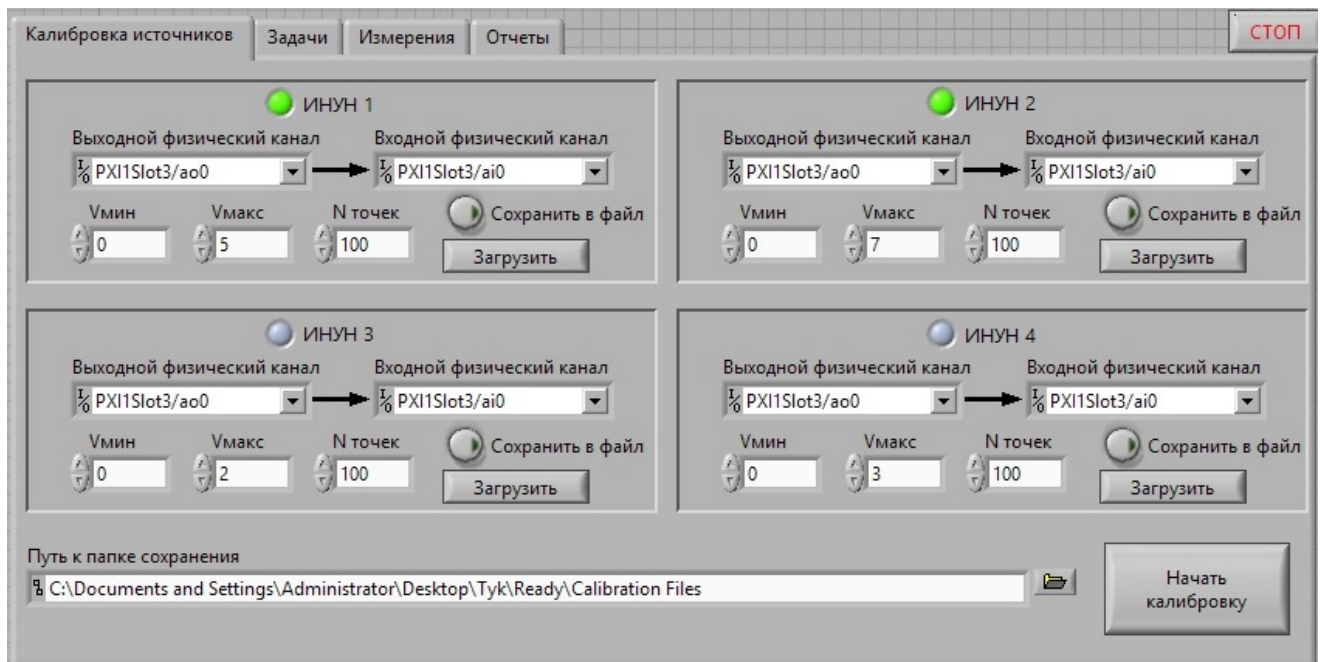 Калибровка источников Задачи Измерения Отчеты СТОП
ИНУН 1
Выходной физический канал Входной физический канал
PXI1Slot3/ao0 PXI1Slot3/ai0
Vмин Vмакс N точек Сохранить в файл
0 5 100
Загрузить
ИНУН 2
Выходной физический канал Входной физический канал
PXI1Slot3/ao0 PXI1Slot3/ai0
Vмин Vмакс N точек Сохранить в файл
0 7 100
Загрузить
ИНУН 3
Выходной физический канал Входной физический канал
PXI1Slot3/ao0 PXI1Slot3/ai0
Vмин Vмакс N точек Сохранить в файл
0 2 100
Загрузить
ИНУН 4
Выходной физический канал Входной физический канал
PXI1Slot3/ao0 PXI1Slot3/ai0
Vмин Vмакс N точек Сохранить в файл
0 3 100
Загрузить
Путь к папке сохранения
C:\Documents and Settings\Administrator\Desktop\Tyk\Ready\Calibration Files
Начать
калибровку